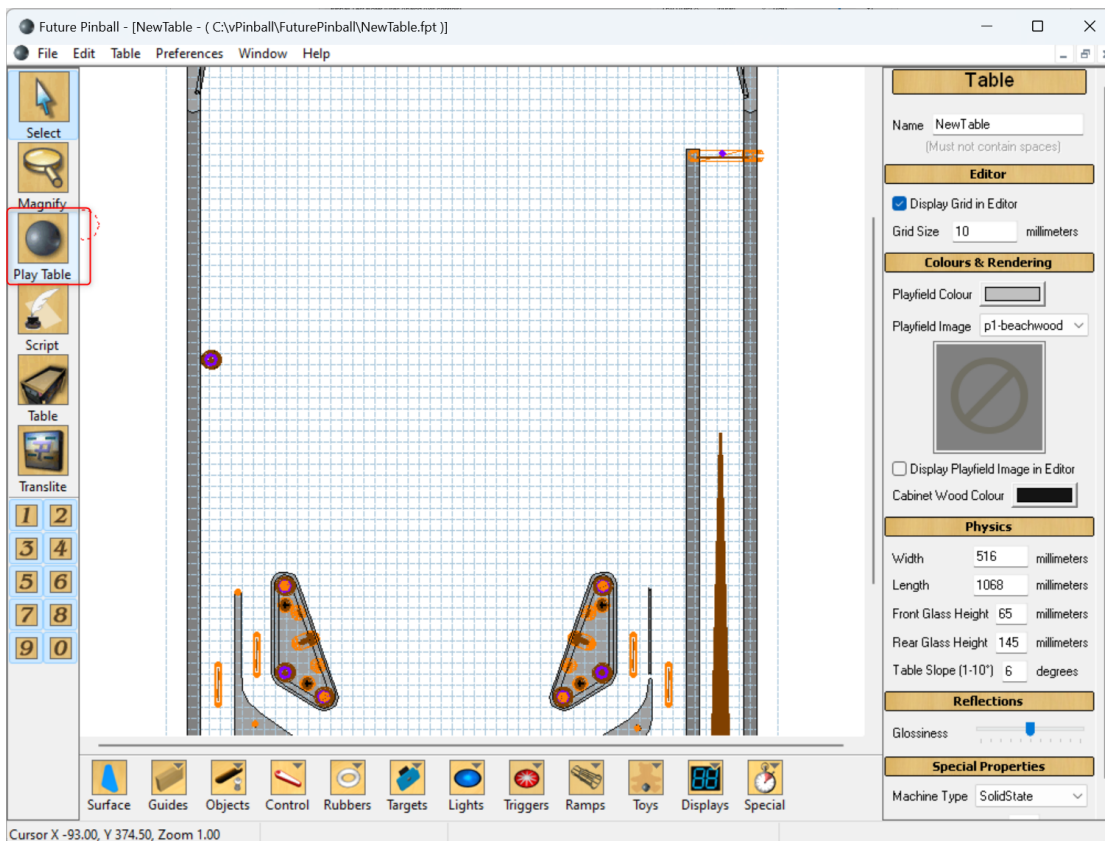 Future Pinball - [NewTable - ( C:\vPinball\FuturePinball\NewTable.fpt )]
File Edit Table Preferences Window Help
Select
Magnify
Play Table
Script
Table
Translite
1 2
3 4
5 6
7 8
9 0
Table
Name NewTable
(Must not contain spaces)
Editor
Display Grid in Editor
Grid Size 10 millimeters
Colours & Rendering
Playfield Colour
Playfield Image p1-beachwood
Display Playfield Image in Editor
Cabinet Wood Colour
Physics
Width 516 millimeters
Length 1068 millimeters
Front Glass Height 65 millimeters
Rear Glass Height 145 millimeters
Table Slope (1-10°) 6 degrees
Reflections
Glossiness
Special Properties
Machine Type SolidState
Surface Guides Objects Control Rubbers Targets Lights Triggers Ramps Toys Displays Special
Cursor X -93.00, Y 374.50, Zoom 1.00